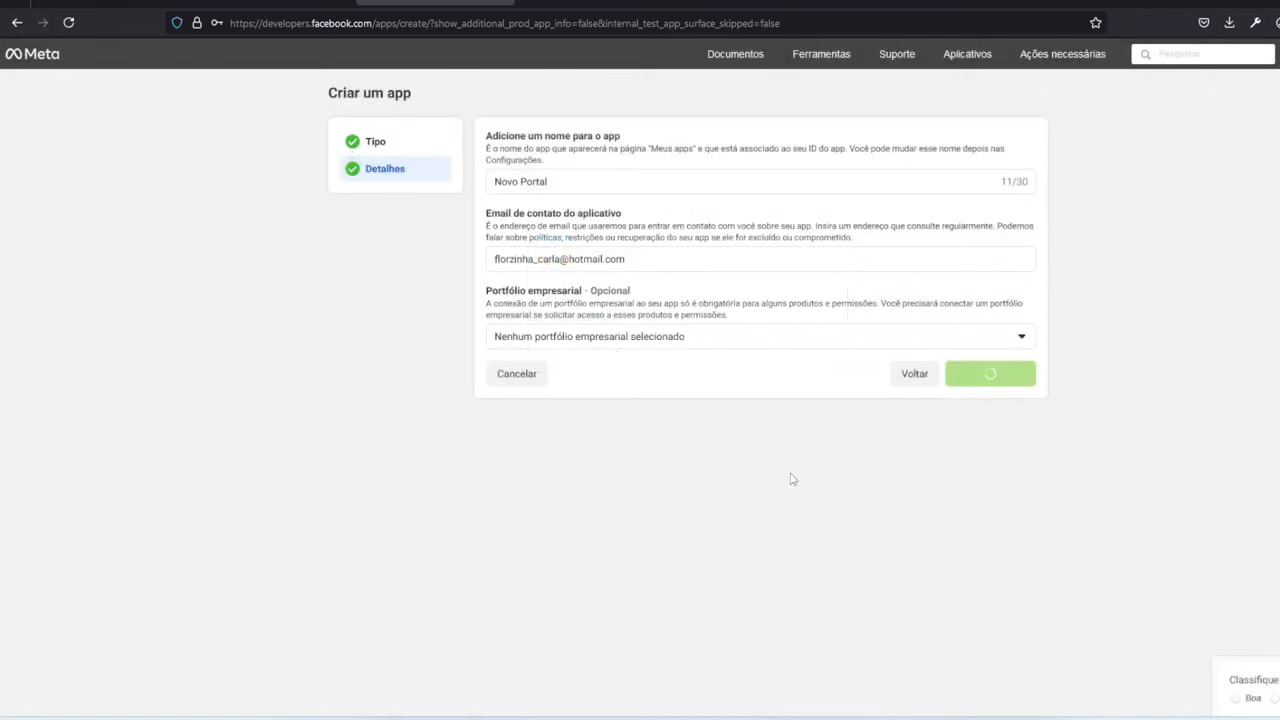 https://developers.facebook.com/apps/create/?show_additional_prod_app_info=false&internal_test_app_surface_skipped=false
Meta
Documentos Ferramentas Suporte Aplicativos Ações necessárias Pesquisar
Criar um app
Tipo
Detalhes
Adicione um nome para o app
É o nome do app que aparecerá na página "Meus apps" e que está associado ao seu ID do app. Você pode mudar esse nome depois nas
Configurações.
Novo Portal 11/30
Email de contato do aplicativo
É o endereço de email que usaremos para entrar em contato com você sobre seu app. Insira um endereço que consulte regularmente. Podemos
falar sobre políticas, restrições ou recuperação do seu app se ele for excluído ou comprometido.
florzinha_carla@hotmail.com
Portfólio empresarial · Opcional
A conexão de um portfólio empresarial ao seu app só é obrigatória para alguns produtos e permissões. Você precisará conectar um portfólio
empresarial se solicitar acesso a esses produtos e permissões.
Nenhum portfólio empresarial selecionado
Cancelar Voltar
Classifique
Boa